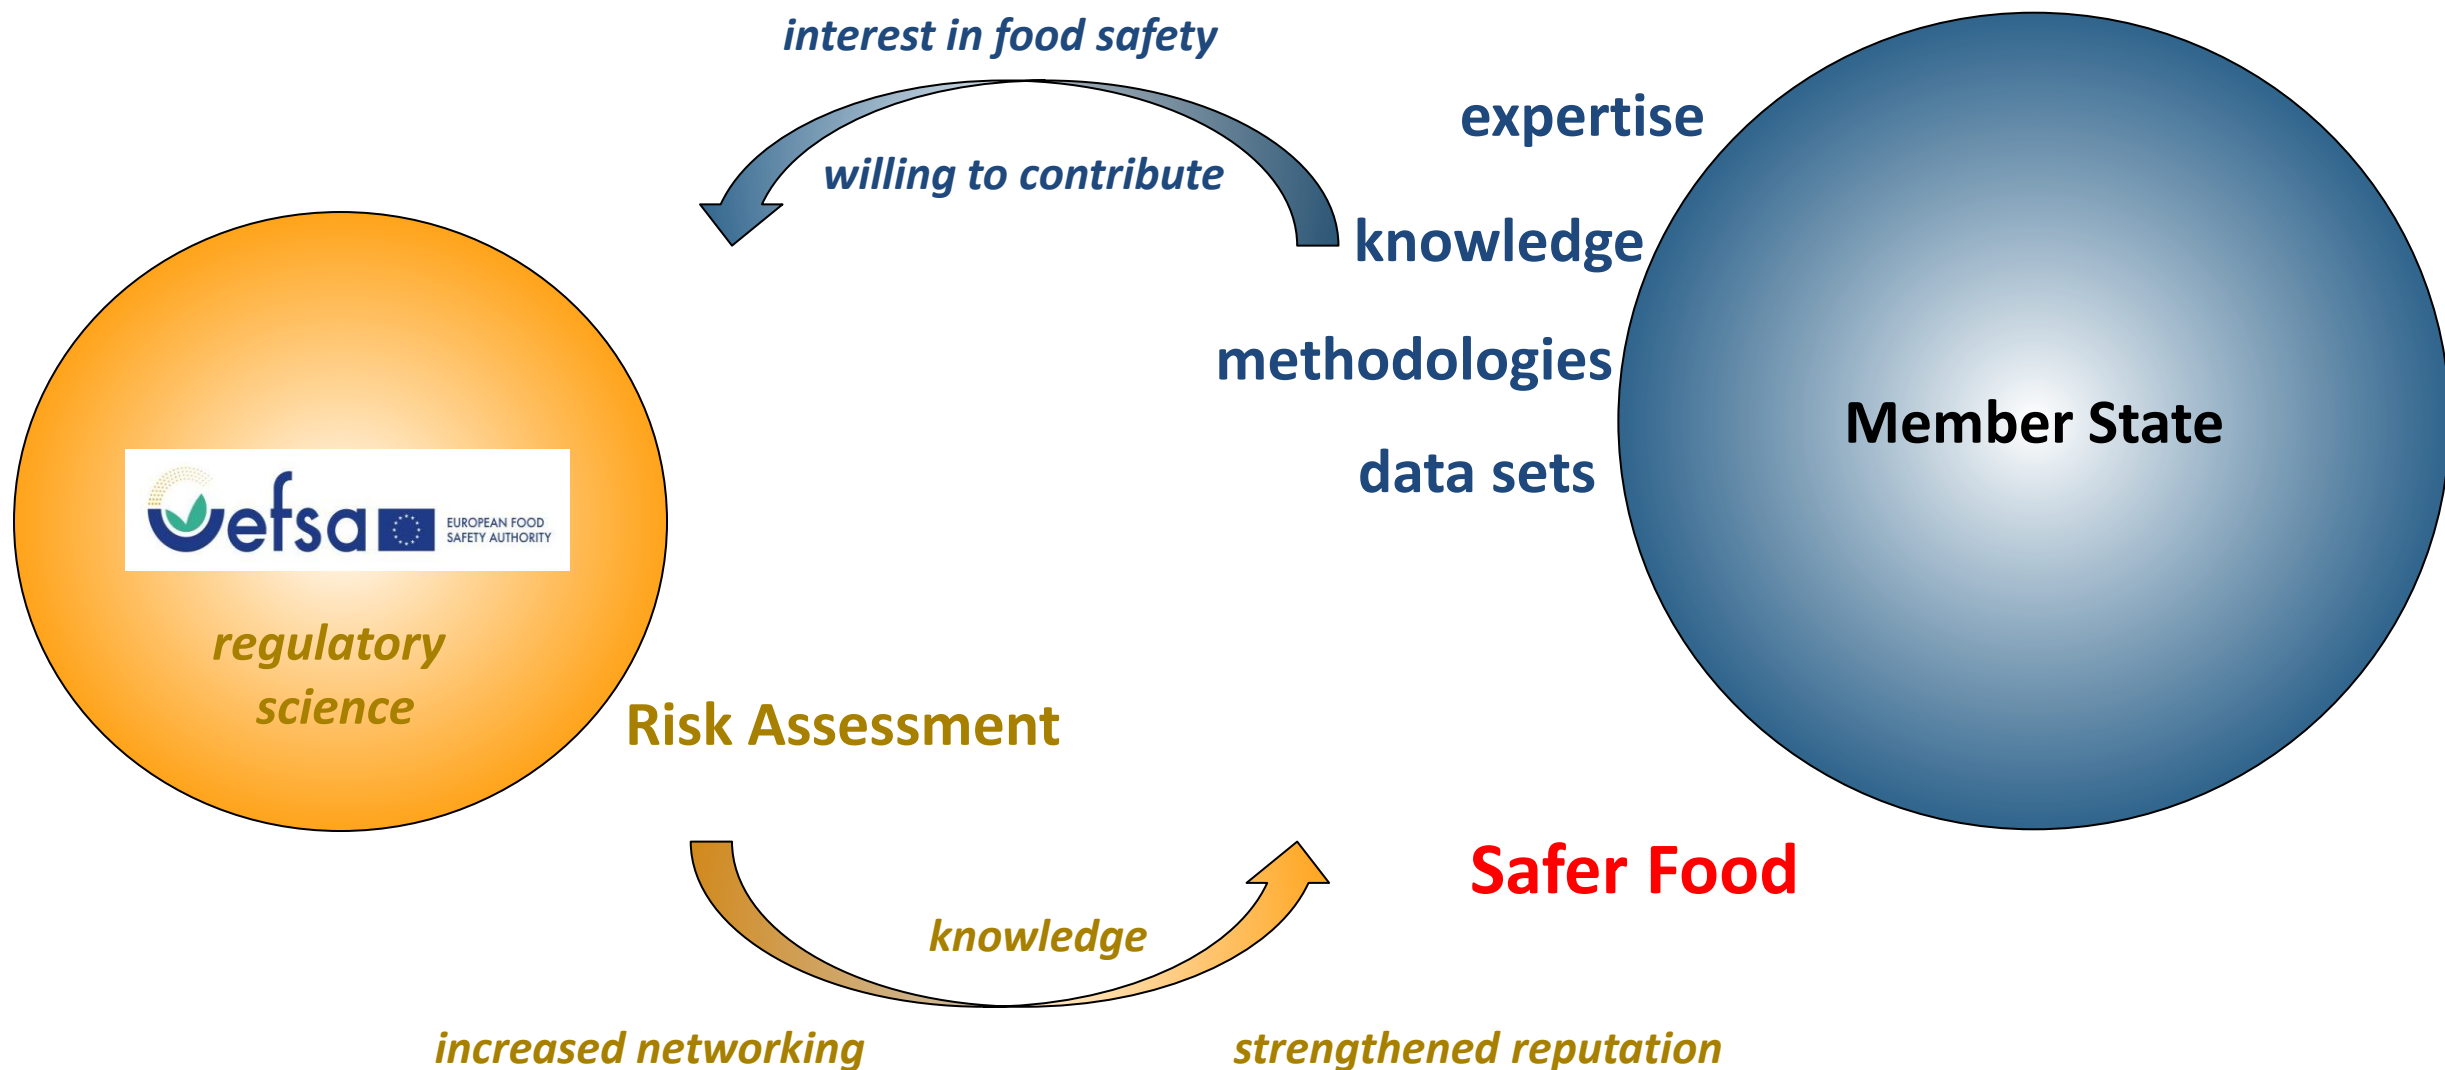 interest in food safety
willing to contribute
expertise
knowledge
methodologies
data sets
Member State
efsa
EUROPEAN FOOD
SAFETY AUTHORITY
regulatory
science
Risk Assessment
Safer Food
knowledge
increased networking
strengthened reputation